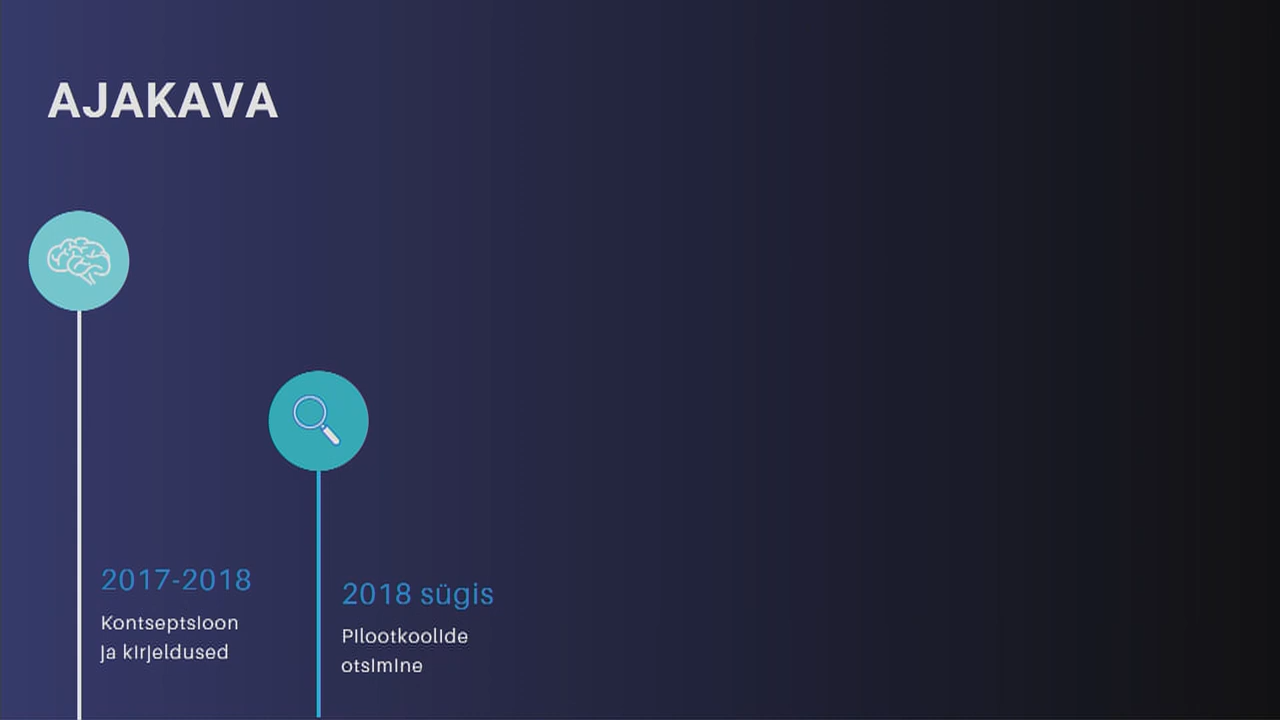 AJAKAVA
2017-2018
Kontseptsioon
ja kirjeldused
2018 sügis
Pilootkoolide
otsimine